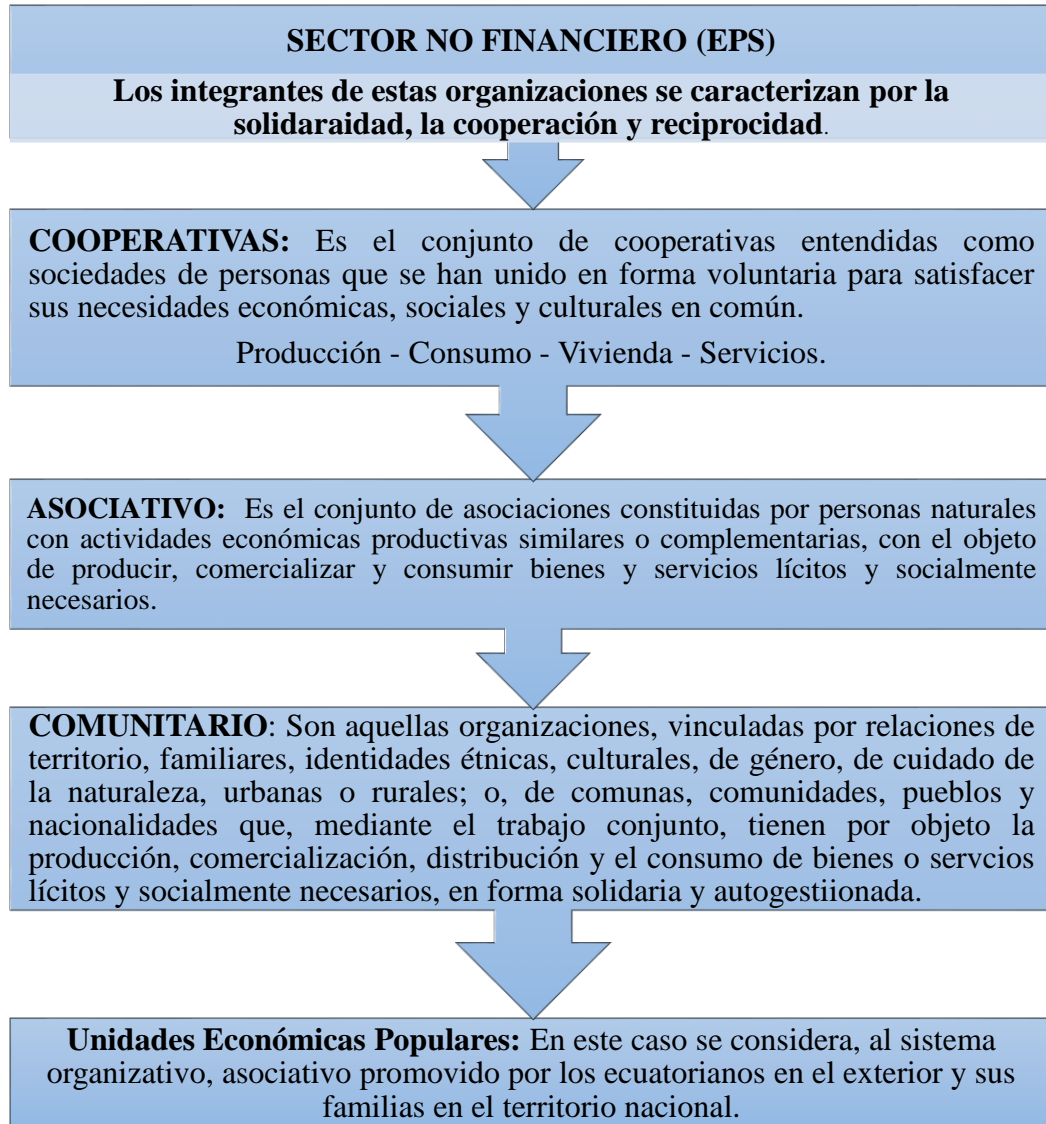 SECTOR NO FINANCIERO (EPS)
Los integrantes de estas organizaciones se caracterizan por la
solidaraidad, la cooperación y reciprocidad.
COOPERATIVAS: Es el conjunto de cooperativas entendidas como
sociedades de personas que se han unido en forma voluntaria para satisfacer
sus necesidades económicas, sociales y culturales en común.
Producción - Consumo - Vivienda - Servicios.
ASOCIATIVO: Es el conjunto de asociaciones constituidas por personas naturales
con actividades económicas productivas similares o complementarias, con el objeto
de producir, comercializar y consumir bienes y servicios lícitos y socialmente
necesarios.
COMUNITARIO: Son aquellas organizaciones, vinculadas por relaciones de
territorio, familiares, identidades étnicas, culturales, de género, de cuidado de
la naturaleza, urbanas o rurales; o, de comunas, comunidades, pueblos y
nacionalidades que, mediante el trabajo conjunto, tienen por objeto la
producción, comercialización, distribución y el consumo de bienes o servcios
lícitos y socialmente necesarios, en forma solidaria y autogestiionada.
Unidades Económicas Populares: En este caso se considera, al sistema
organizativo, asociativo promovido por los ecuatorianos en el exterior y sus
familias en el territorio nacional.